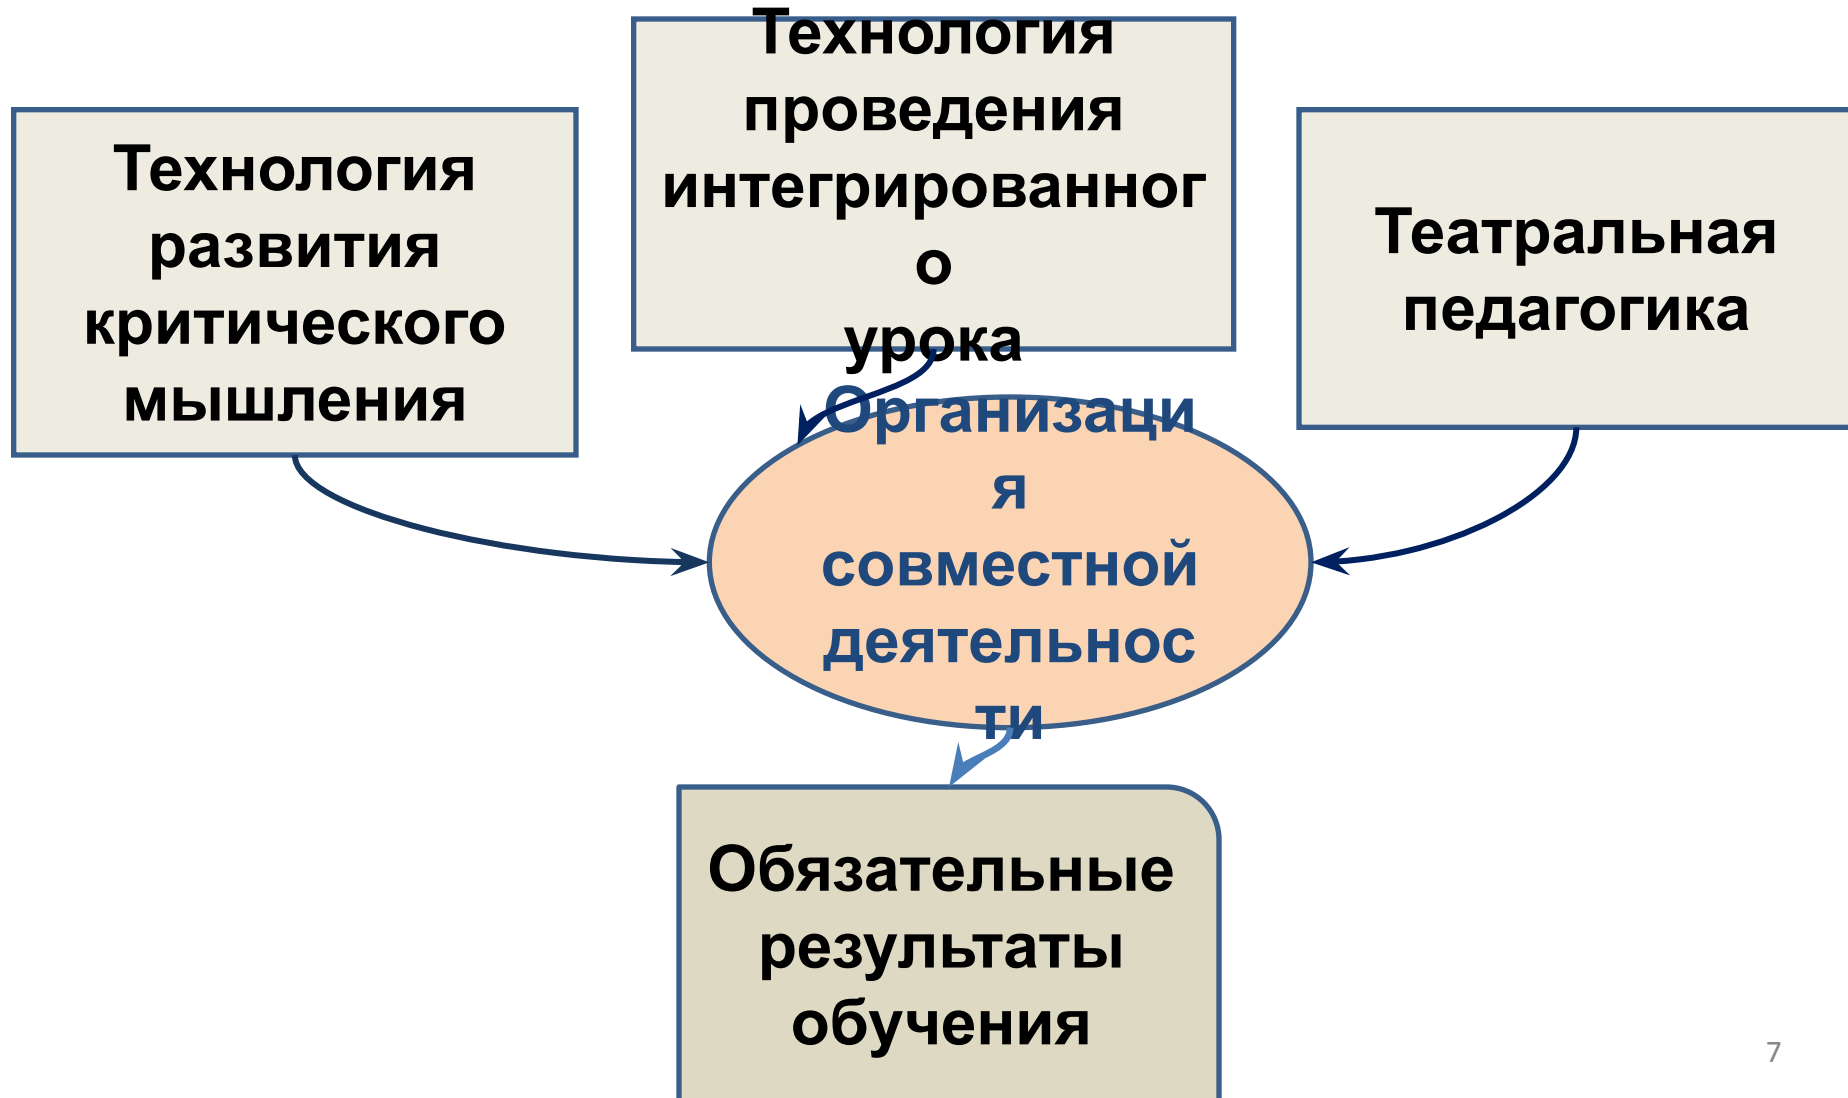 Технология
развития
критического
мышления
Технология
проведения
интегрированног
о
урока
Театральная
педагогика
Организаци
я
совместной
деятельнос
ти
Обязательные
результаты
обучения
7